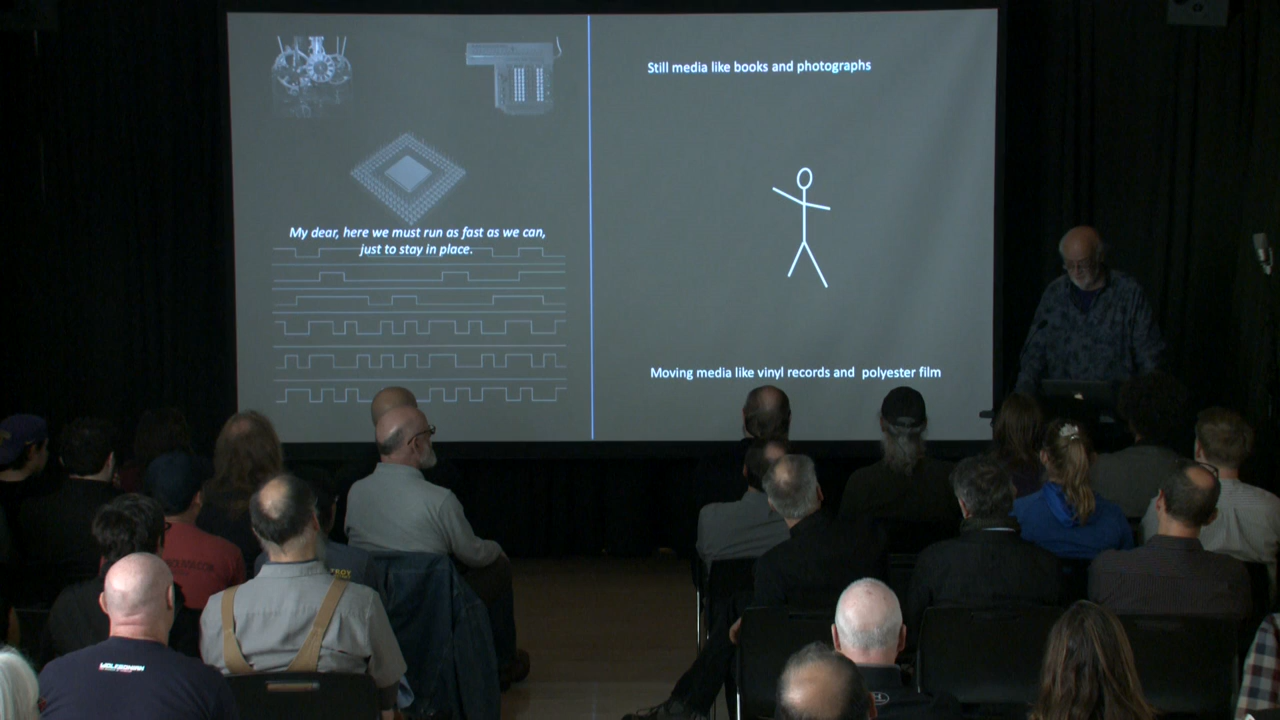 Still media like books and photographs
My dear, here we must run as fast as we can,
just to stay in place.
Moving media like vinyl records and polyester film